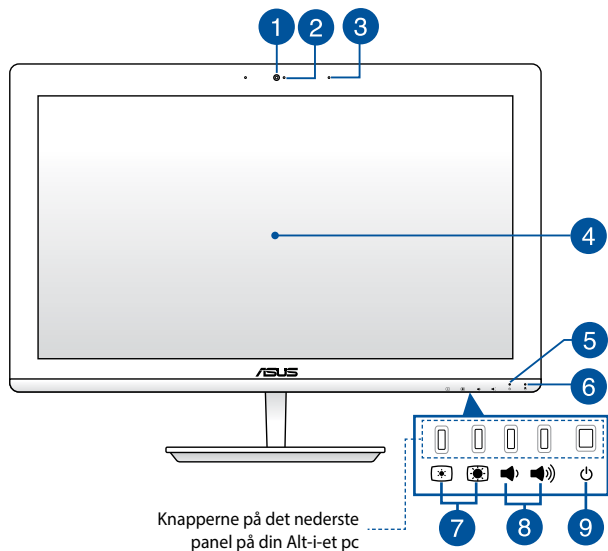 1 2 3
4
5
ASUS
6
7 8 9
Knapperne på det nederste
panel på din Alt-i-et pc